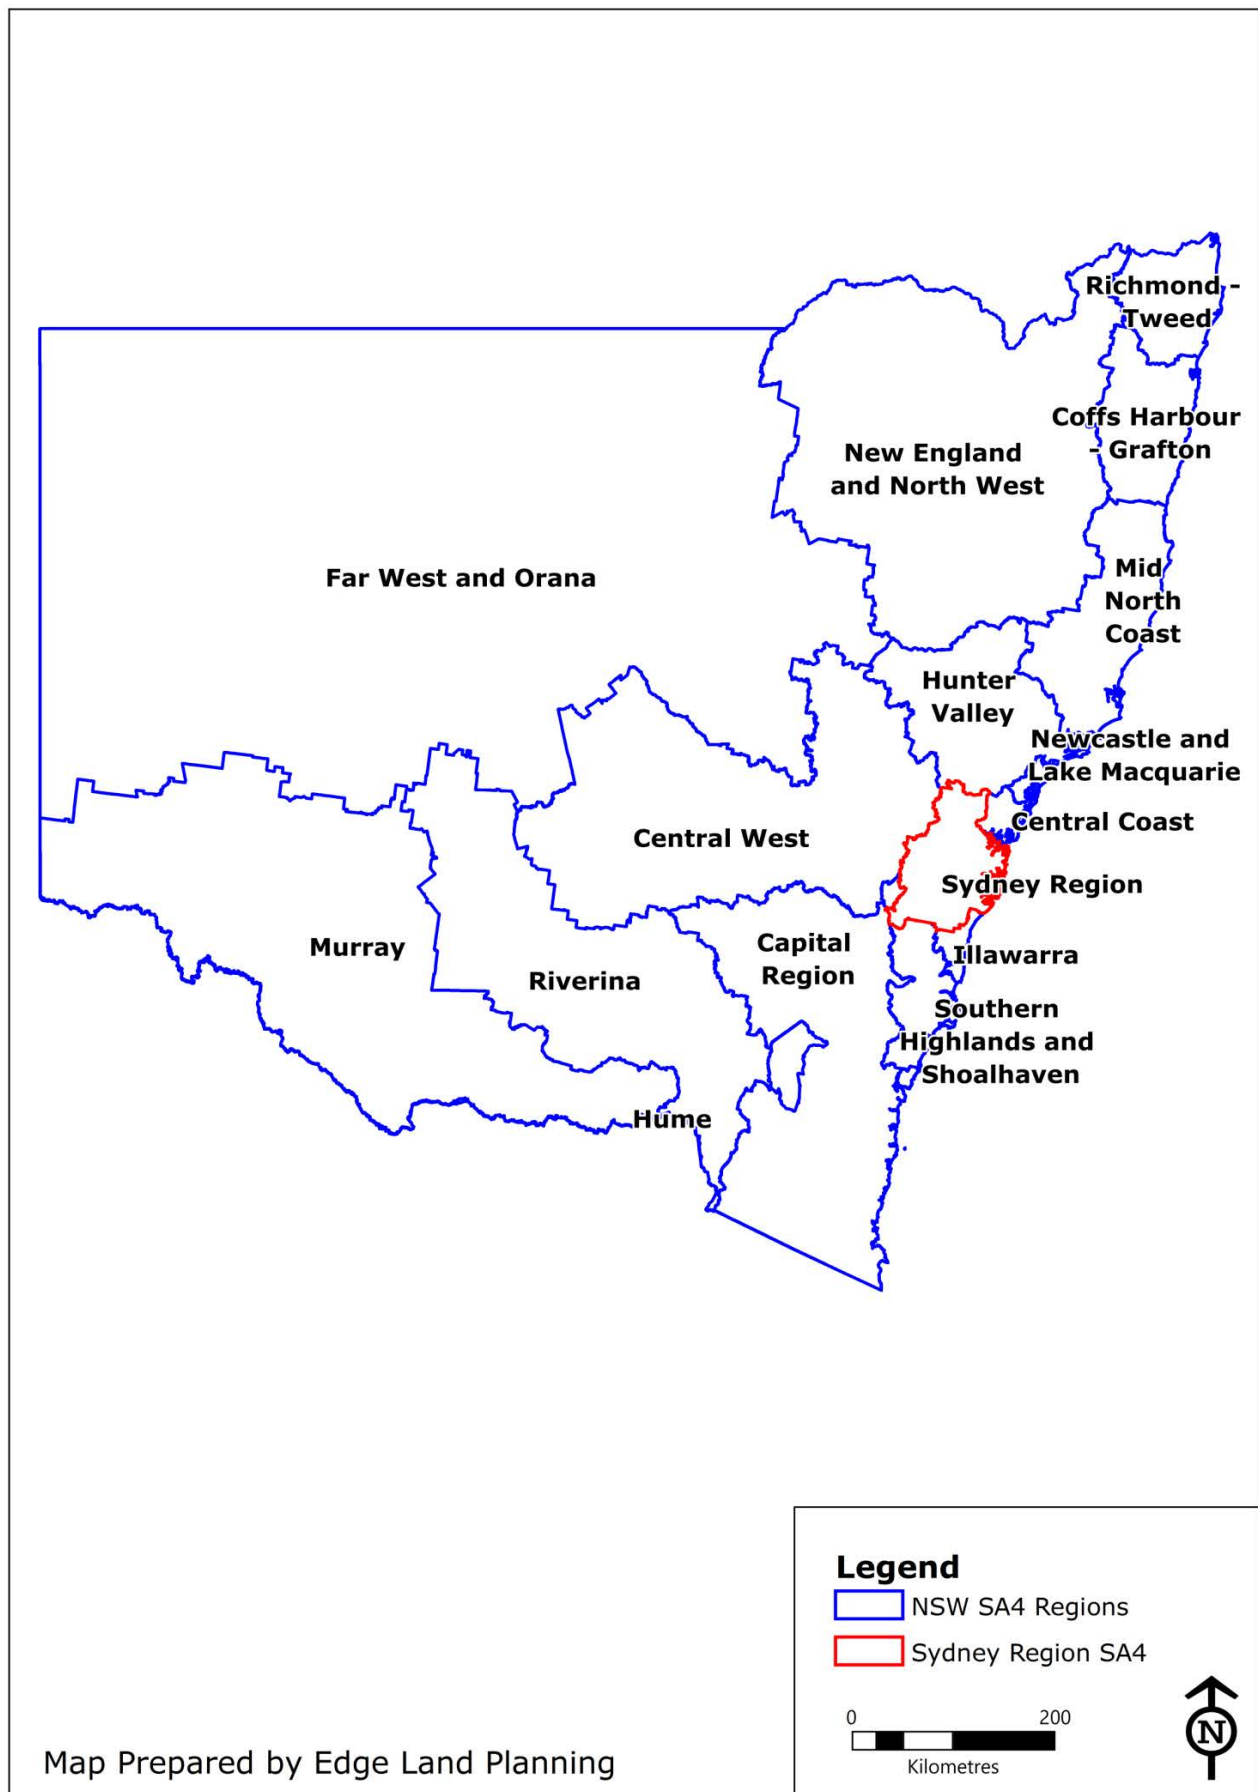 Richmond -
Tweed
Coffs Harbour
- Grafton
New England
and North West
Far West and Orana
Mid
North
Coast
Hunter
Valley
Newcastle and
Lake Macquarie
Central Coast
Central West
Sydney Region
Murray
Capital
Region
Illawarra
Riverina
Southern
Highlands and
Shoalhaven
Hume
Legend
NSW SA4 Regions
Sydney Region SA4
0 200
Kilometres
N
Map Prepared by Edge Land Planning